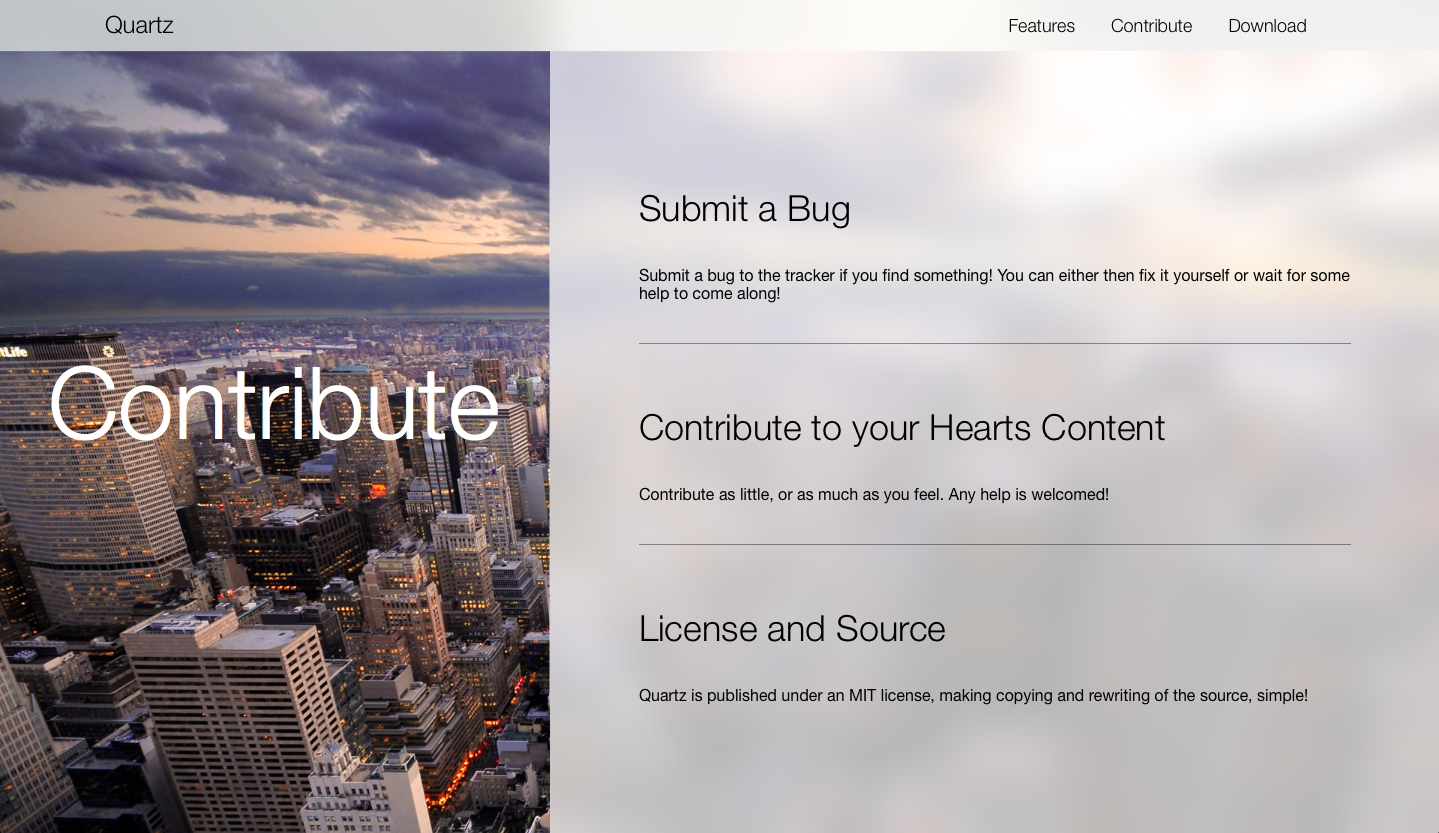 Quartz
Features Contribute Download
tLife
Contribute
Submit a Bug
Submit a bug to the tracker if you find something! You can either then fix it yourself or wait for some
help to come along!
Contribute to your Hearts Content
Contribute as little, or as much as you feel. Any help is welcomed!
License and Source
Quartz is published under an MIT license, making copying and rewriting of the source, simple!